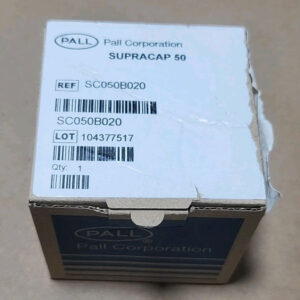 PALL Pall Corporation
SUPRACAP 50
REF SC050B020
SC050B020
LOT 104377517
Qty: 1
PALL ®
Pall Corporation